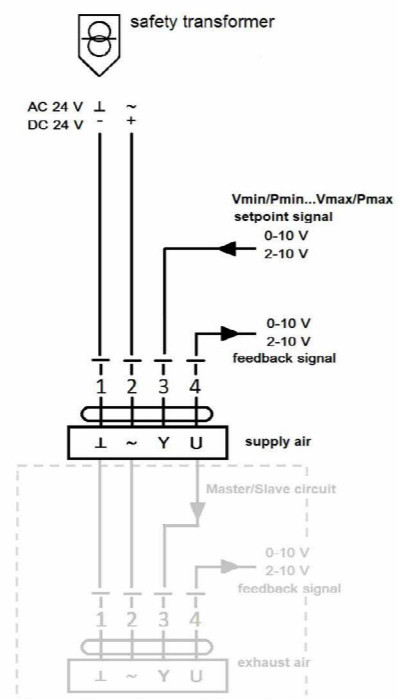 safety transformer
AC 24 V ⊥ ~
DC 24 V - +
Vmin/Pmin...Vmax/Pmax
setpoint signal
0-10 V
2-10 V
0-10 V
2-10 V
feedback signal
1 2 3 4
⊥ ~ Y U supply air
Master/Slave circuit
0-10 V
2-10 V
feedback signal
1 2 3 4
exhaust air
⊥ ~ Y U